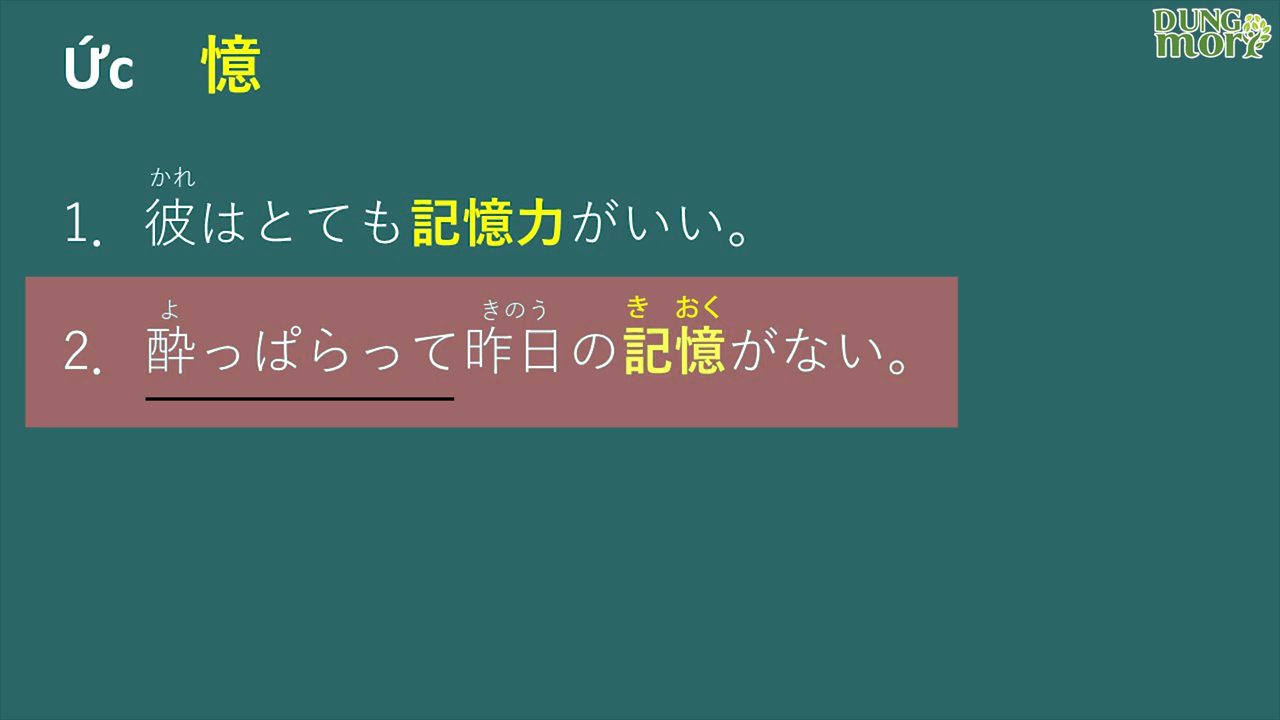 Ức 憶
DUNG
mori
かれ
1. 彼はとても記憶力がいい。
よ きのう き おく
2. 酔っぱらって昨日の記憶がない。